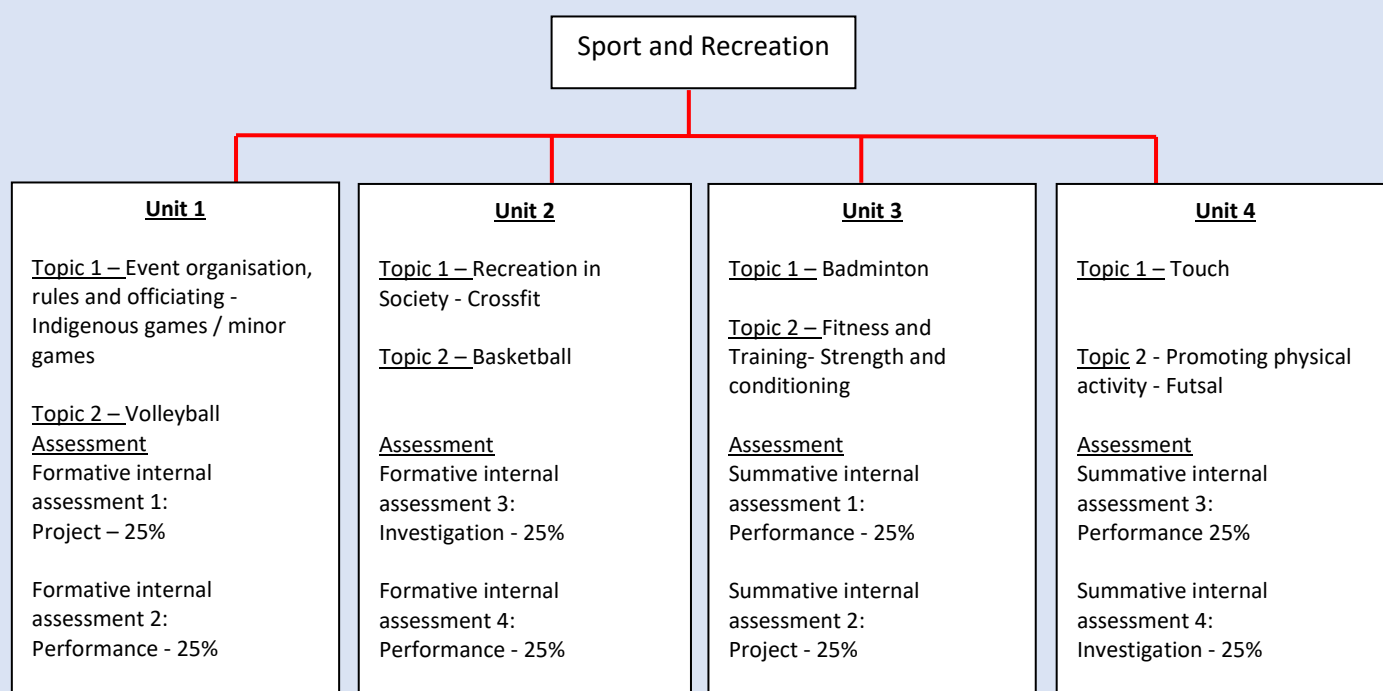 Sport and Recreation
Unit 1
Topic 1 – Event organisation,
rules and officiating -
Indigenous games / minor
games
Topic 2 – Volleyball
Assessment
Formative internal
assessment 1:
Project – 25%
Formative internal
assessment 2:
Performance - 25%
Unit 2
Topic 1 – Recreation in
Society - Crossfit
Topic 2 – Basketball
Assessment
Formative internal
assessment 3:
Investigation - 25%
Formative internal
assessment 4:
Performance - 25%
Unit 3
Topic 1 – Badminton
Topic 2 – Fitness and
Training- Strength and
conditioning
Assessment
Summative internal
assessment 1:
Performance - 25%
Summative internal
assessment 2:
Project - 25%
Unit 4
Topic 1 – Touch
Topic 2 - Promoting physical
activity - Futsal
Assessment
Summative internal
assessment 3:
Performance 25%
Summative internal
assessment 4:
Investigation - 25%